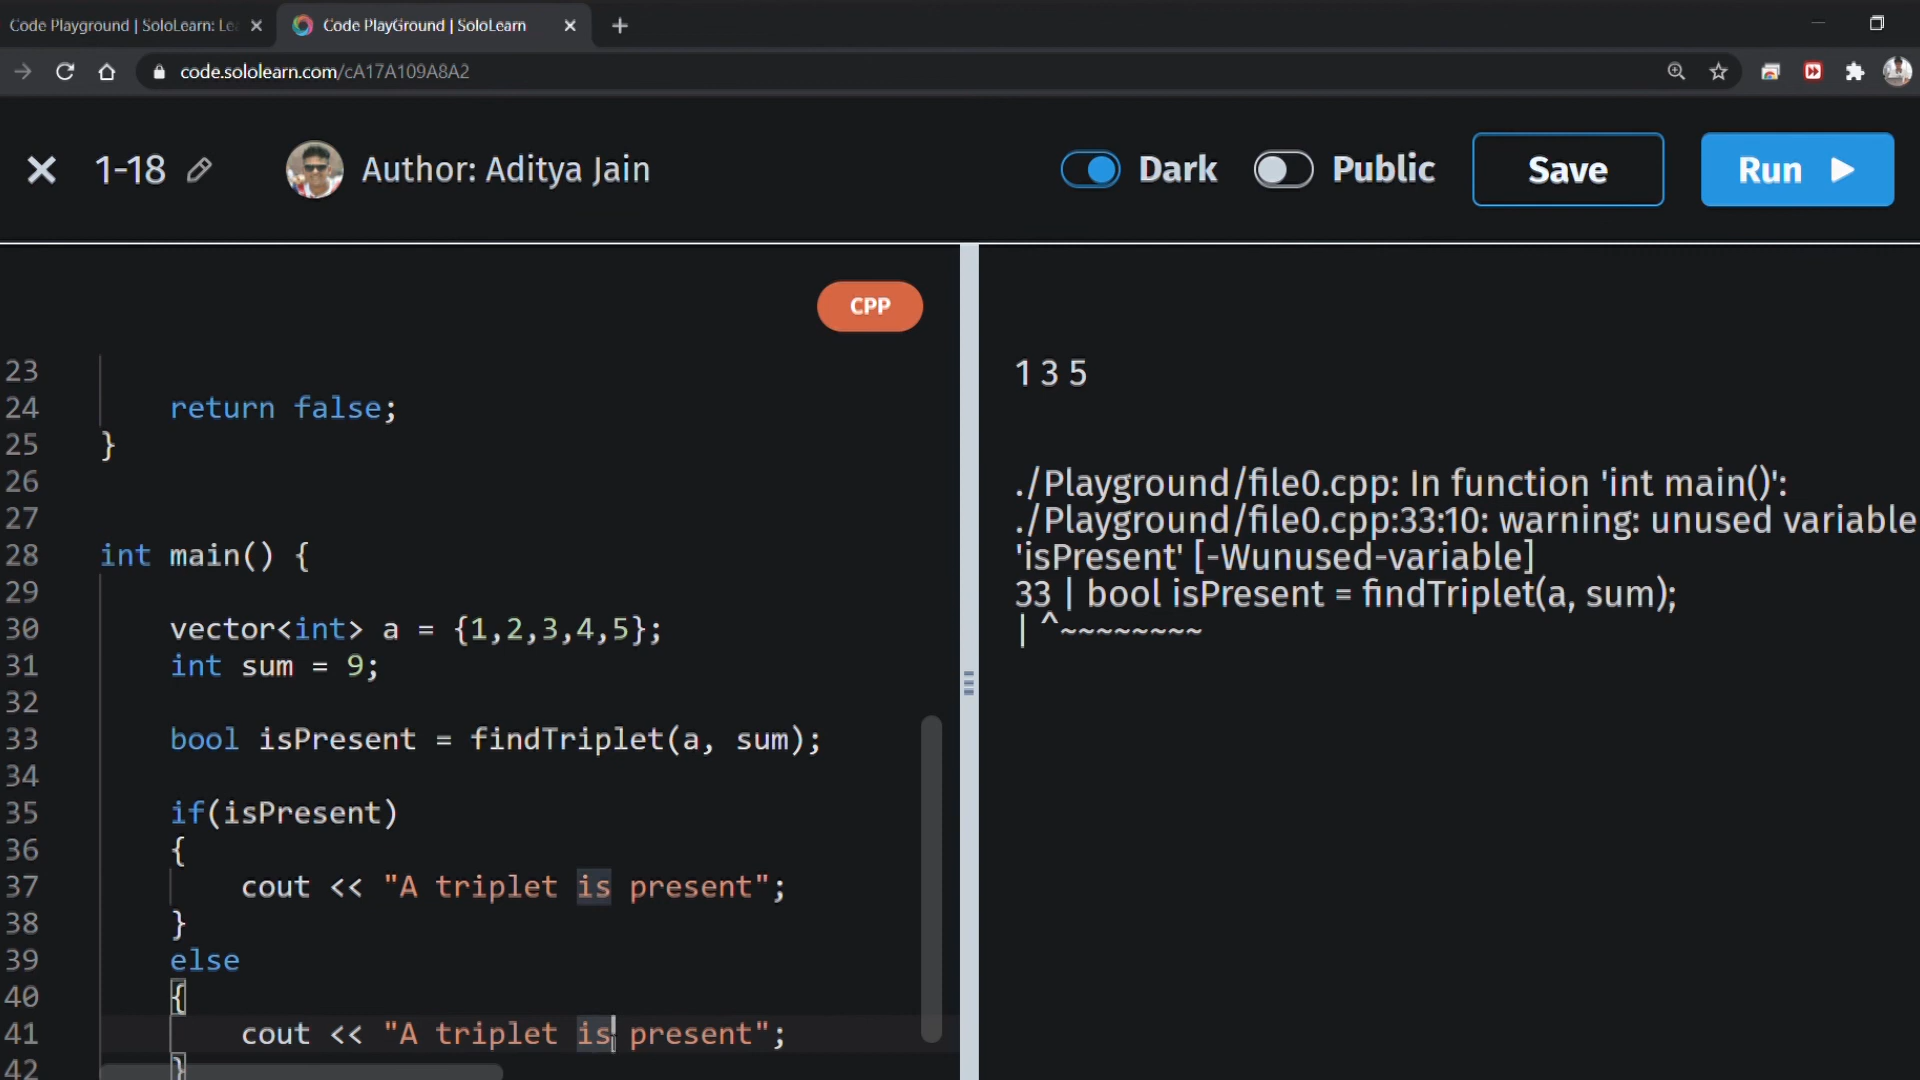 Code Playground | SoloLearn: Le
Code PlayGround | SoloLearn
code.sololearn.com/cA17A109A8A2
1-18
Author: Aditya Jain
Dark
Public
Save
Run
CPP
23
24 return false;
25 }
26
27
28 int main() {
29
30 vector<int> a = {1,2,3,4,5};
31 int sum = 9;
32
33 bool isPresent = findTriplet(a, sum);
34
35 if(isPresent)
36 {
37 cout << "A triplet is present";
38 }
39 else
40 {
41 cout << "A triplet is present";
42 }
1 3 5
./Playground/file0.cpp: In function 'int main()':
./Playground/file0.cpp:33:10: warning: unused variable
'isPresent' [-Wunused-variable]
33 | bool isPresent = findTriplet(a, sum);
| ^~~~~~~~~